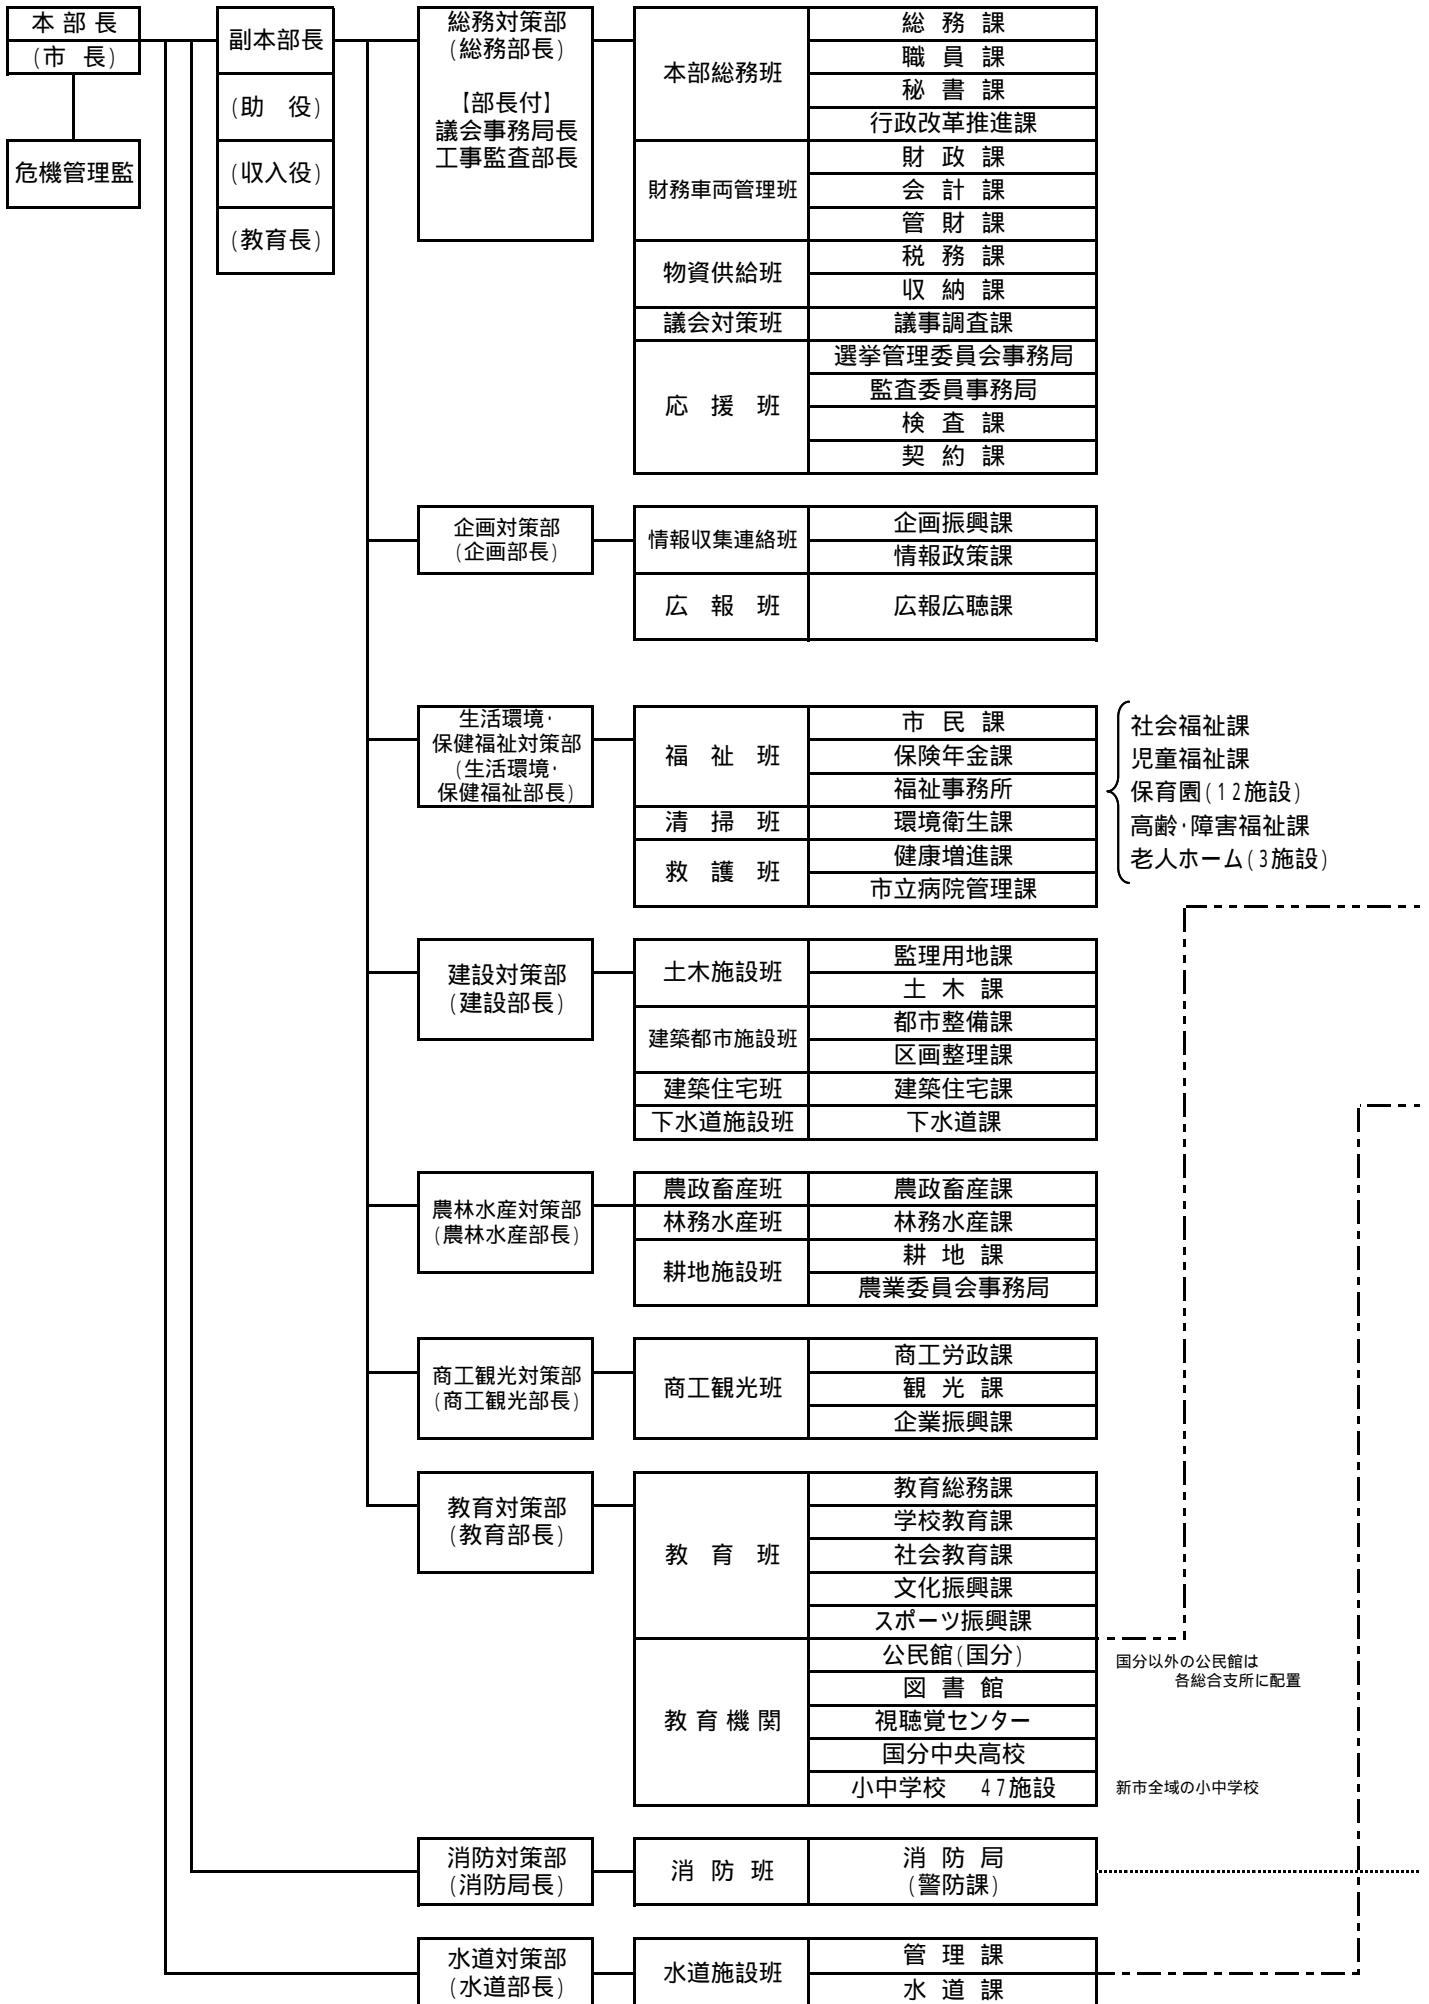 本部長
(市　長)
危機管理監
副本部長
(助　役)
(収入役)
(教育長)
総務対策部
(総務部長)
【部長付】
議会事務局長
工事監査部長
本部総務班
総　務　課
職　員　課
秘　書　課
行政改革推進課
財務車両管理班
財　政　課
会　計　課
管　財　課
物資供給班
税　務　課
収　納　課
議会対策班
議事調査課
応　援　班
選挙管理委員会事務局
監査委員事務局
検　査　課
契　約　課
企画対策部
(企画部長)
情報収集連絡班
企画振興課
情報政策課
広　報　班
広報広聴課
生活環境・
保健福祉対策部
(生活環境・
保健福祉部長)
福　祉　班
市　民　課
保険年金課
福祉事務所
清　掃　班
環境衛生課
救　護　班
健康増進課
市立病院管理課
社会福祉課
児童福祉課
保育園(12施設)
高齢・障害福祉課
老人ホーム(3施設)
建設対策部
(建設部長)
土木施設班
監理用地課
土　木　課
建築都市施設班
都市整備課
区画整理課
建築住宅班
建築住宅課
下水道施設班
下水道課
農林水産対策部
(農林水産部長)
農政畜産班
農政畜産課
林務水産班
林務水産課
耕地施設班
耕　地　課
農業委員会事務局
商工観光対策部
(商工観光部長)
商工観光班
商工労政課
観　光　課
企業振興課
教育対策部
(教育部長)
教　育　班
教育総務課
学校教育課
社会教育課
文化振興課
スポーツ振興課
教育機関
公民館(国分)
図　書　館
視聴覚センター
国分中央高校
小中学校　47施設
国分以外の公民館は
各総合支所に配置
新市全域の小中学校
消防対策部
(消防局長)
消　防　班
消　防　局
(警防課)
水道対策部
(水道部長)
水道施設班
管　理　課
水　道　課